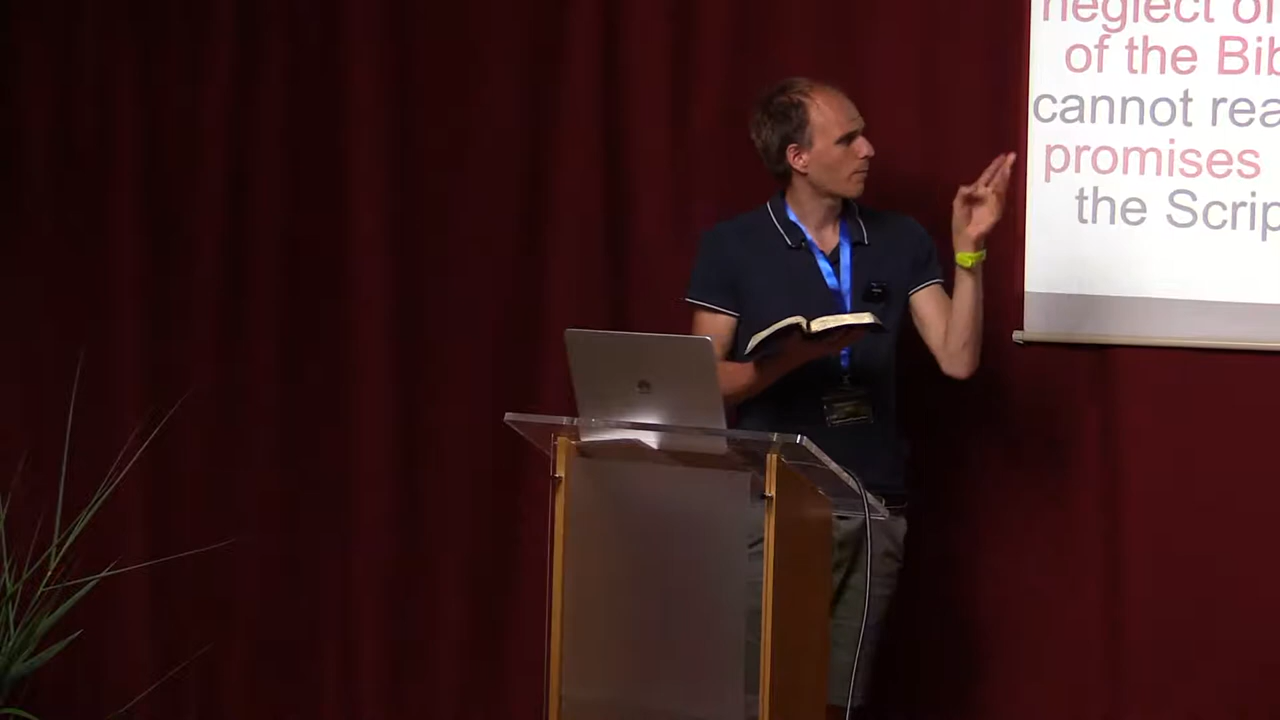 neglect of
of the Bib
cannot rea
promises
the Scrip